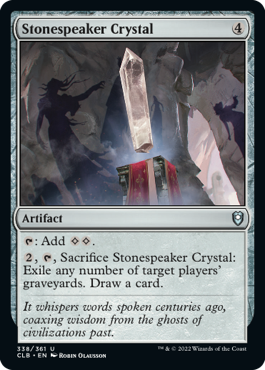 Stonespeaker Crystal 4
Artifact
: Add .
2, , Sacrifice Stonespeaker Crystal:
Exile any number of target players'
graveyards. Draw a card.
It whispers words spoken centuries ago,
coaxing wisdom from the ghosts of
civilizations past.
338/361 U
CLB • EN Robin Olausson ™ & © 2022 Wizards of the Coast